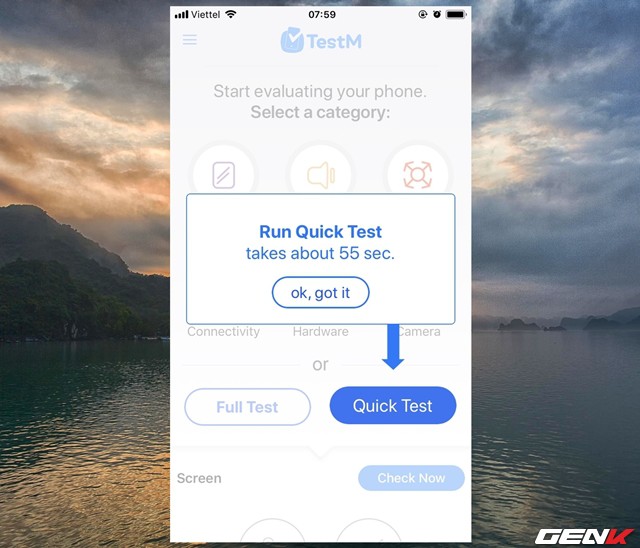 Viettel
07:59
TestM
Start evaluating your phone.
Select a category:
Run Quick Test
takes about 55 sec.
ok, got it
Connectivity
Hardware
Camera
or
Full Test
Quick Test
Screen
Check Now
GENK